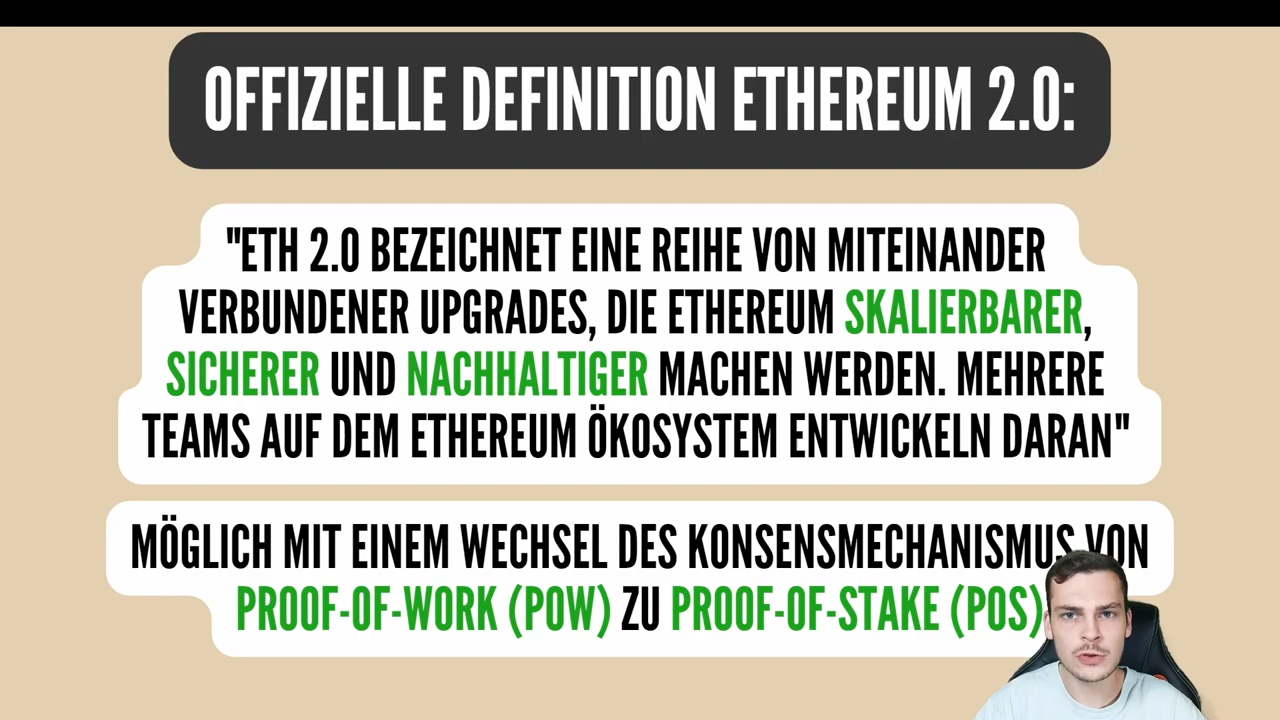 OFFIZIELLE DEFINITION ETHEREUM 2.0:
"ETH 2.0 BEZEICHNET EINE REIHE VON MITEINANDER
VERBUNDENER UPGRADES, DIE ETHEREUM SKALIERBARER,
SICHERER UND NACHHALTIGER MACHEN WERDEN. MEHRERE
TEAMS AUF DEM ETHEREUM ÖKOSYSTEM ENTWICKELN DARAN"
MÖGLICH MIT EINEM WECHSEL DES KONSENSMECHANISMUS VON
PROOF-OF-WORK (POW) ZU PROOF-OF-STAKE (POS)